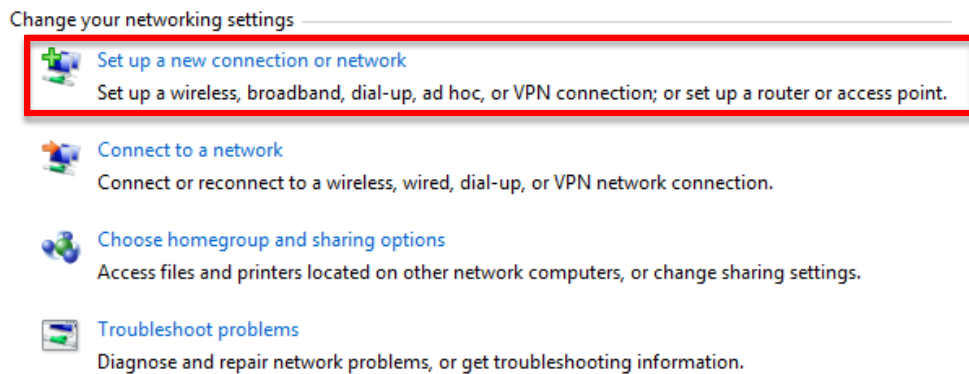 Change your networking settings
Set up a new connection or network
Set up a wireless, broadband, dial-up, ad hoc, or VPN connection; or set up a router or access point.
Connect to a network
Connect or reconnect to a wireless, wired, dial-up, or VPN network connection.
Choose homegroup and sharing options
Access files and printers located on other network computers, or change sharing settings.
Troubleshoot problems
Diagnose and repair network problems, or get troubleshooting information.